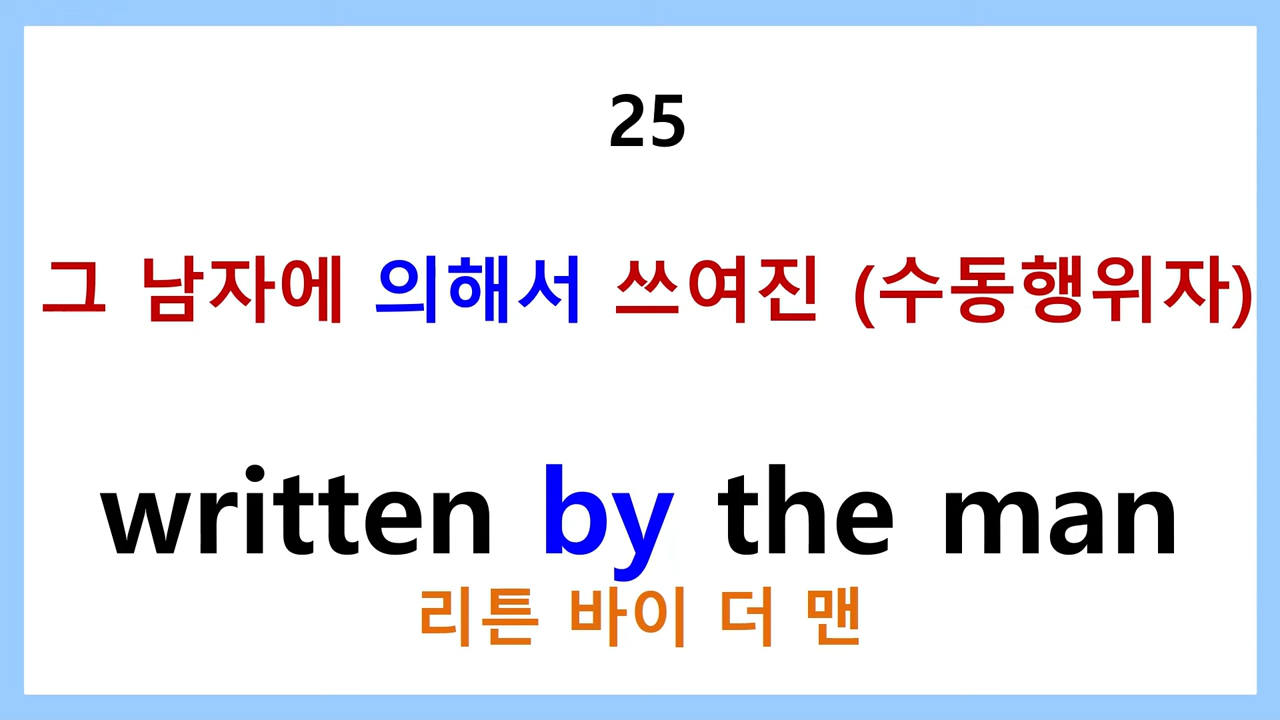 25
그 남자에 의해서 쓰여진 (수동행위자)
written by the man
리튼 바이 더 맨